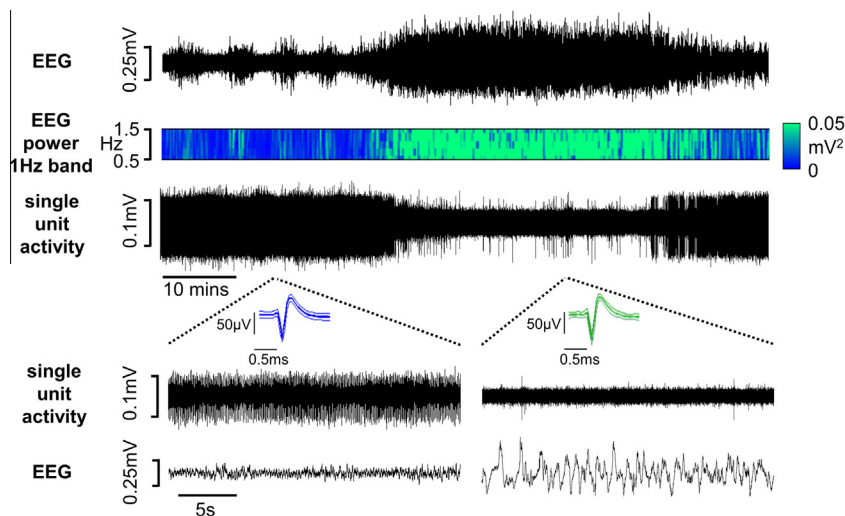 EEG
0.25mV
EEG
power
1Hz band
Hz
1.5
0.5
0.05
mV²
0
single
unit
activity
0.1mV
10 mins
50µV
0.5ms
50µV
0.5ms
single
unit
activity
0.1mV
EEG
0.25mV
5s